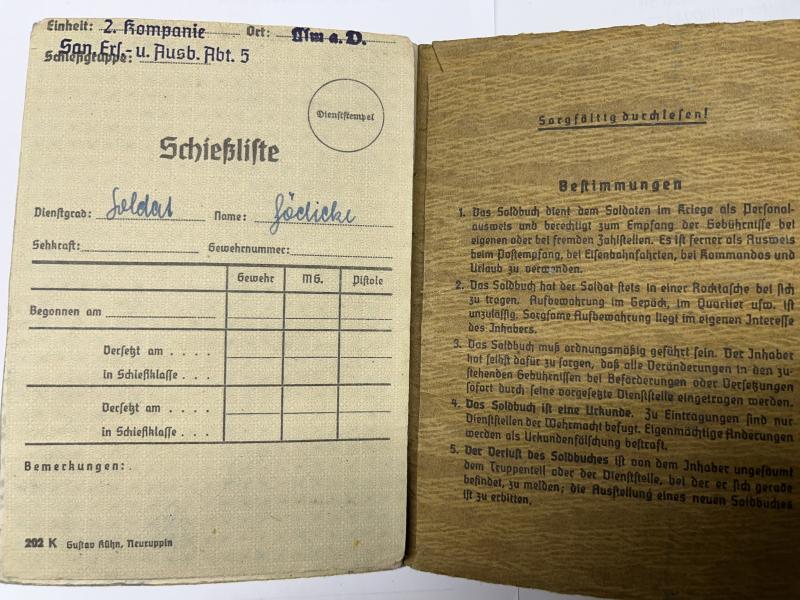 Einheit: 2. Kompanie Ort: Ulm a. D.
San. Ers.- u. Ausb. Abt. 5
Schießgruppe:
Dienststempel
Schießliste
Dienstgrad: Soldat Name: Gödicke
Sehkraft: Gewehrnummer:
Gewehr MG. Pistole
Begonnen am
Versetzt am . . . .
in Schießklasse . . .
Versetzt am . . . .
in Schießklasse . . .
Bemerkungen:
292 K Gustav Kühn, Neuruppin
Sorgfältig durchlesen!
Bestimmungen
1. Das Soldbuch dient dem Soldaten im Kriege als Personal-
ausweis und berechtigt zum Empfang der Gebührnisse bei
eigenen oder bei fremden Zahlstellen. Es ist ferner als Ausweis
beim Postempfang, bei Eisenbahnfahrten, bei Kommandos und
Urlaub zu verwenden.
2. Das Soldbuch hat der Soldat stets in einer Rocktasche bei sich
zu tragen. Aufbewahrung im Gepäck, im Quartier usw. ist
unzulässig. Sorgsame Aufbewahrung liegt im eigenen Interesse
des Inhabers.
3. Das Soldbuch muß ordnungsmäßig geführt sein. Der Inhaber
hat selbst dafür zu sorgen, daß alle Veränderungen in den zu-
stehenden Gebührnissen bei Beförderungen oder Versetzungen
sofort durch seine vorgesetzte Dienststelle eingetragen werden.
4. Das Soldbuch ist eine Urkunde. Zu Eintragungen sind nur
Dienststellen der Wehrmacht befugt. Eigenmächtige Änderungen
werden als Urkundenfälschung bestraft.
5. Der Verlust des Soldbuches ist von dem Inhaber ungesäumt
dem Truppenteil oder der Dienststelle, bei der er sich gerade
befindet, zu melden; die Ausstellung eines neuen Soldbuches
ist zu erbitten.